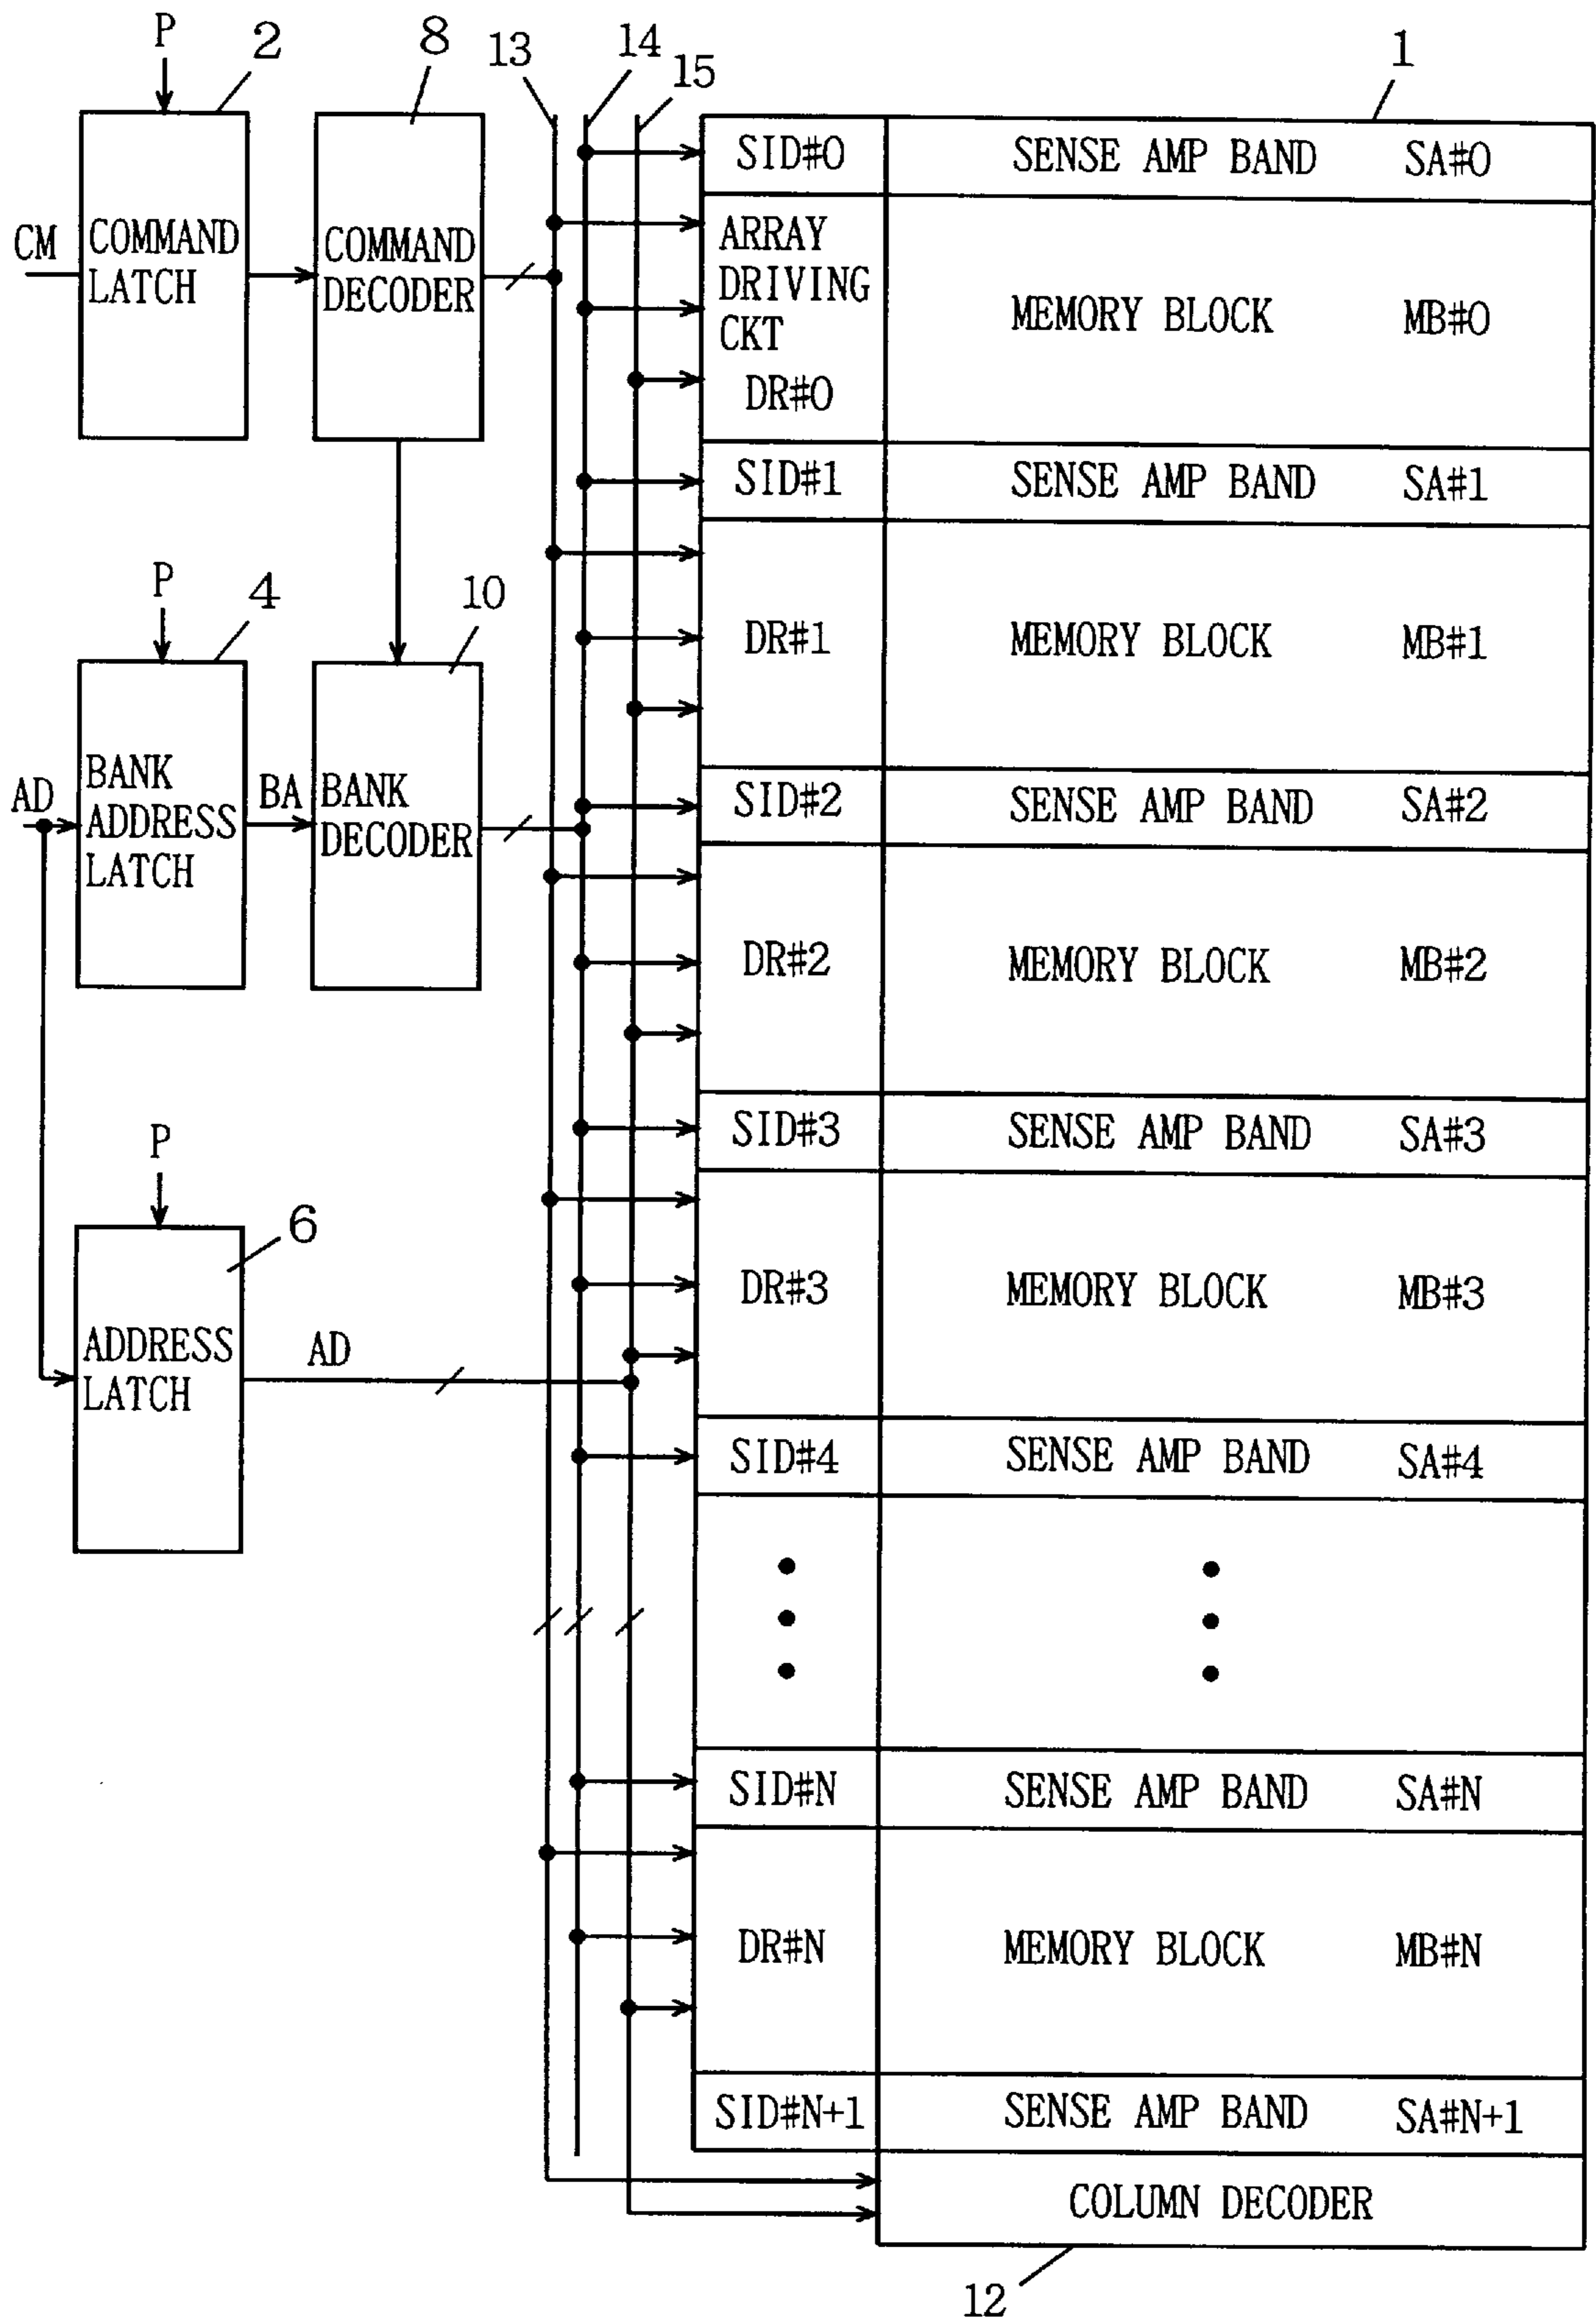 P
2
8
13
14
15
1
CM
COMMAND
LATCH
COMMAND
DECODER
SID#0
SENSE AMP BAND SA#0
ARRAY
DRIVING
CKT
DR#0
MEMORY BLOCK MB#0
SID#1
SENSE AMP BAND SA#1
P
4
10
DR#1
MEMORY BLOCK MB#1
AD
BANK
ADDRESS
LATCH
BA
BANK
DECODER
SID#2
SENSE AMP BAND SA#2
DR#2
MEMORY BLOCK MB#2
P
6
SID#3
SENSE AMP BAND SA#3
ADDRESS
LATCH
AD
DR#3
MEMORY BLOCK MB#3
SID#4
SENSE AMP BAND SA#4
SID#N
SENSE AMP BAND SA#N
DR#N
MEMORY BLOCK MB#N
SID#N+1
SENSE AMP BAND SA#N+1
COLUMN DECODER
12